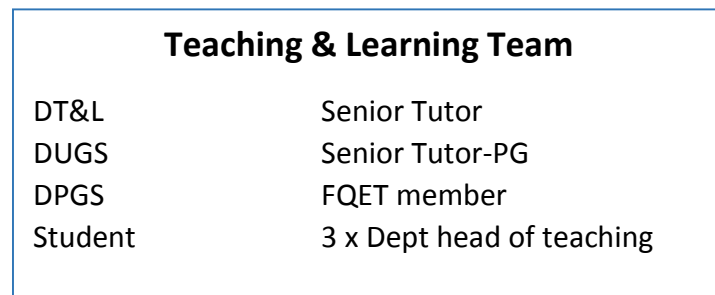 Teaching & Learning Team
DT&L Senior Tutor
DUGS Senior Tutor-PG
DPGS FQET member
Student 3 x Dept head of teaching